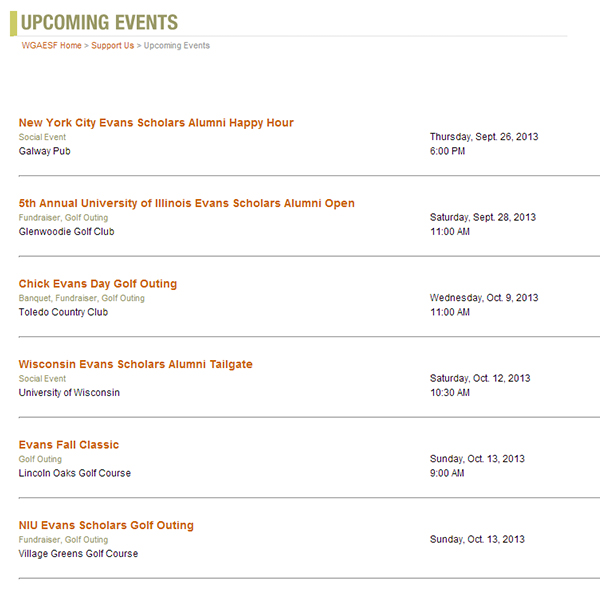 UPCOMING EVENTS
WGAESF Home > Support Us > Upcoming Events
New York City Evans Scholars Alumni Happy Hour
Social Event
Thursday, Sept. 26, 2013
Galway Pub
6:00 PM
5th Annual University of Illinois Evans Scholars Alumni Open
Fundraiser, Golf Outing
Saturday, Sept. 28, 2013
Glenwoodie Golf Club
11:00 AM
Chick Evans Day Golf Outing
Banquet, Fundraiser, Golf Outing
Wednesday, Oct. 9, 2013
Toledo Country Club
11:00 AM
Wisconsin Evans Scholars Alumni Tailgate
Social Event
Saturday, Oct. 12, 2013
University of Wisconsin
10:30 AM
Evans Fall Classic
Golf Outing
Sunday, Oct. 13, 2013
Lincoln Oaks Golf Course
9:00 AM
NIU Evans Scholars Golf Outing
Fundraiser, Golf Outing
Sunday, Oct. 13, 2013
Village Greens Golf Course